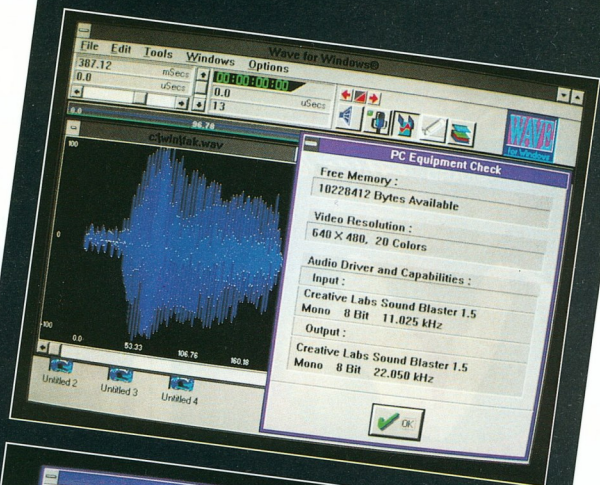 Wave for Windows®
File Edit Tools Windows Options
387.12 mSecs
0.0 uSecs
00:00:00:00
0.0
13 uSecs
0.0 96.78
WAVE
for Windows
c:\win\fak.wav
100
0
-100
0.0 53.33 106.76 160.18
Untitled 2 Untitled 3 Untitled 4
PC Equipment Check
Free Memory :
10228412 Bytes Available
Video Resolution :
640 X 480, 20 Colors
Audio Driver and Capabilities :
Input :
Creative Labs Sound Blaster 1.5
Mono 8 Bit 11.025 kHz
Output :
Creative Labs Sound Blaster 1.5
Mono 8 Bit 22.050 kHz
OK